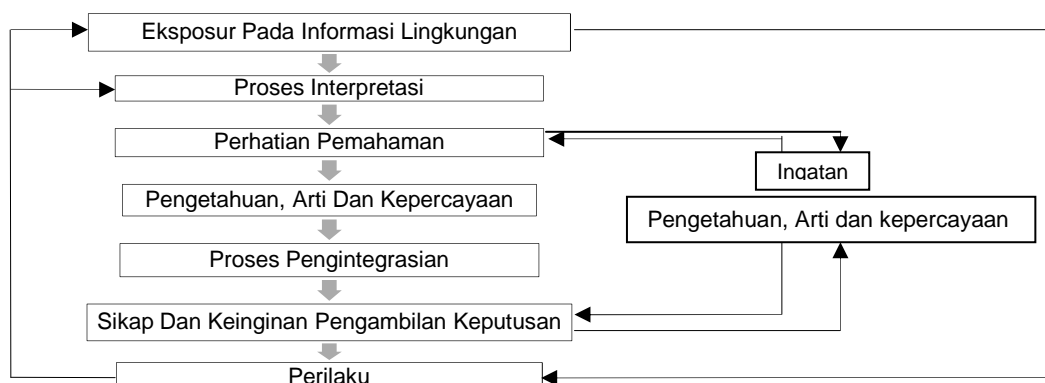 Eksposur Pada Informasi Lingkungan
Proses Interpretasi
Perhatian Pemahaman
Ingatan
Pengetahuan, Arti Dan Kepercayaan
Pengetahuan, Arti dan kepercayaan
Proses Pengintegrasian
Sikap Dan Keinginan Pengambilan Keputusan
Perilaku